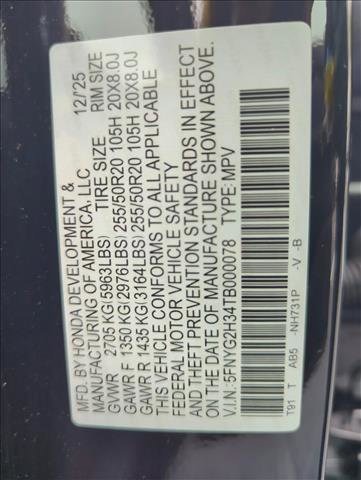 MFD. BY HONDA DEVELOPMENT & 12/'25
MANUFACTURING OF AMERICA, LLC
TIRE SIZE RIM SIZE
GVWR 2705 KG(5963LBS)
GAWR F 1350 KG(2976LBS) 255/50R20 105H 20X8.0J
GAWR R 1435 KG(3164LBS) 255/50R20 105H 20X8.0J
THIS VEHICLE CONFORMS TO ALL APPLICABLE
FEDERAL MOTOR VEHICLE SAFETY
AND THEFT PREVENTION STANDARDS IN EFFECT
ON THE DATE OF MANUFACTURE SHOWN ABOVE.
V.I.N.:5FNYG2H34TB000078 TYPE: MPV
T91 T AB5 -NH731P -V -B